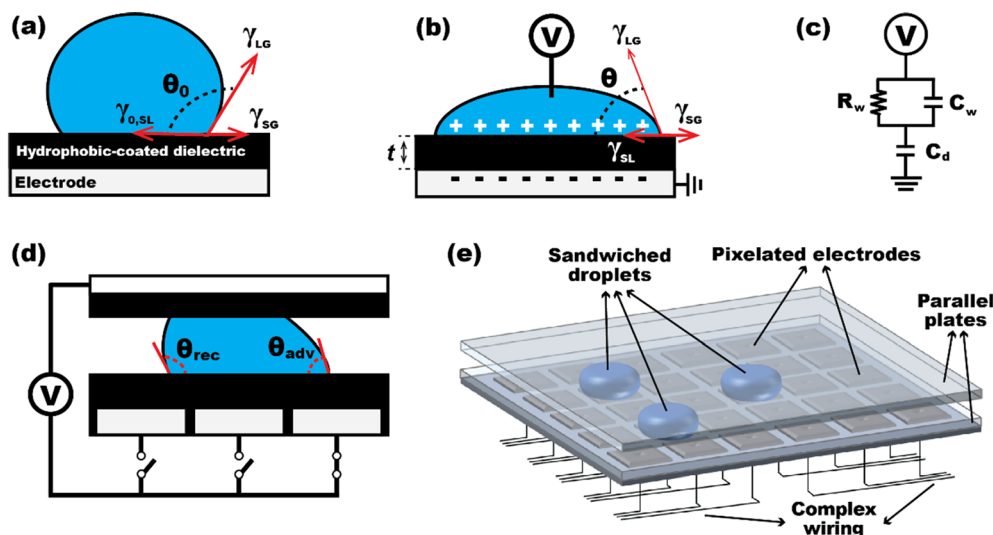 (a)
γLG
θ0
γ0,SL
γSG
Hydrophobic-coated dielectric
Electrode
(b)
V
γLG
θ
+ + + + + + + + +
γSG
γSL
t
- - - - - - - - -
(c)
V
Rw
Cw
Cd
(d)
θrec
θadv
V
(e)
Sandwiched
droplets
Pixelated electrodes
Parallel
plates
Complex
wiring